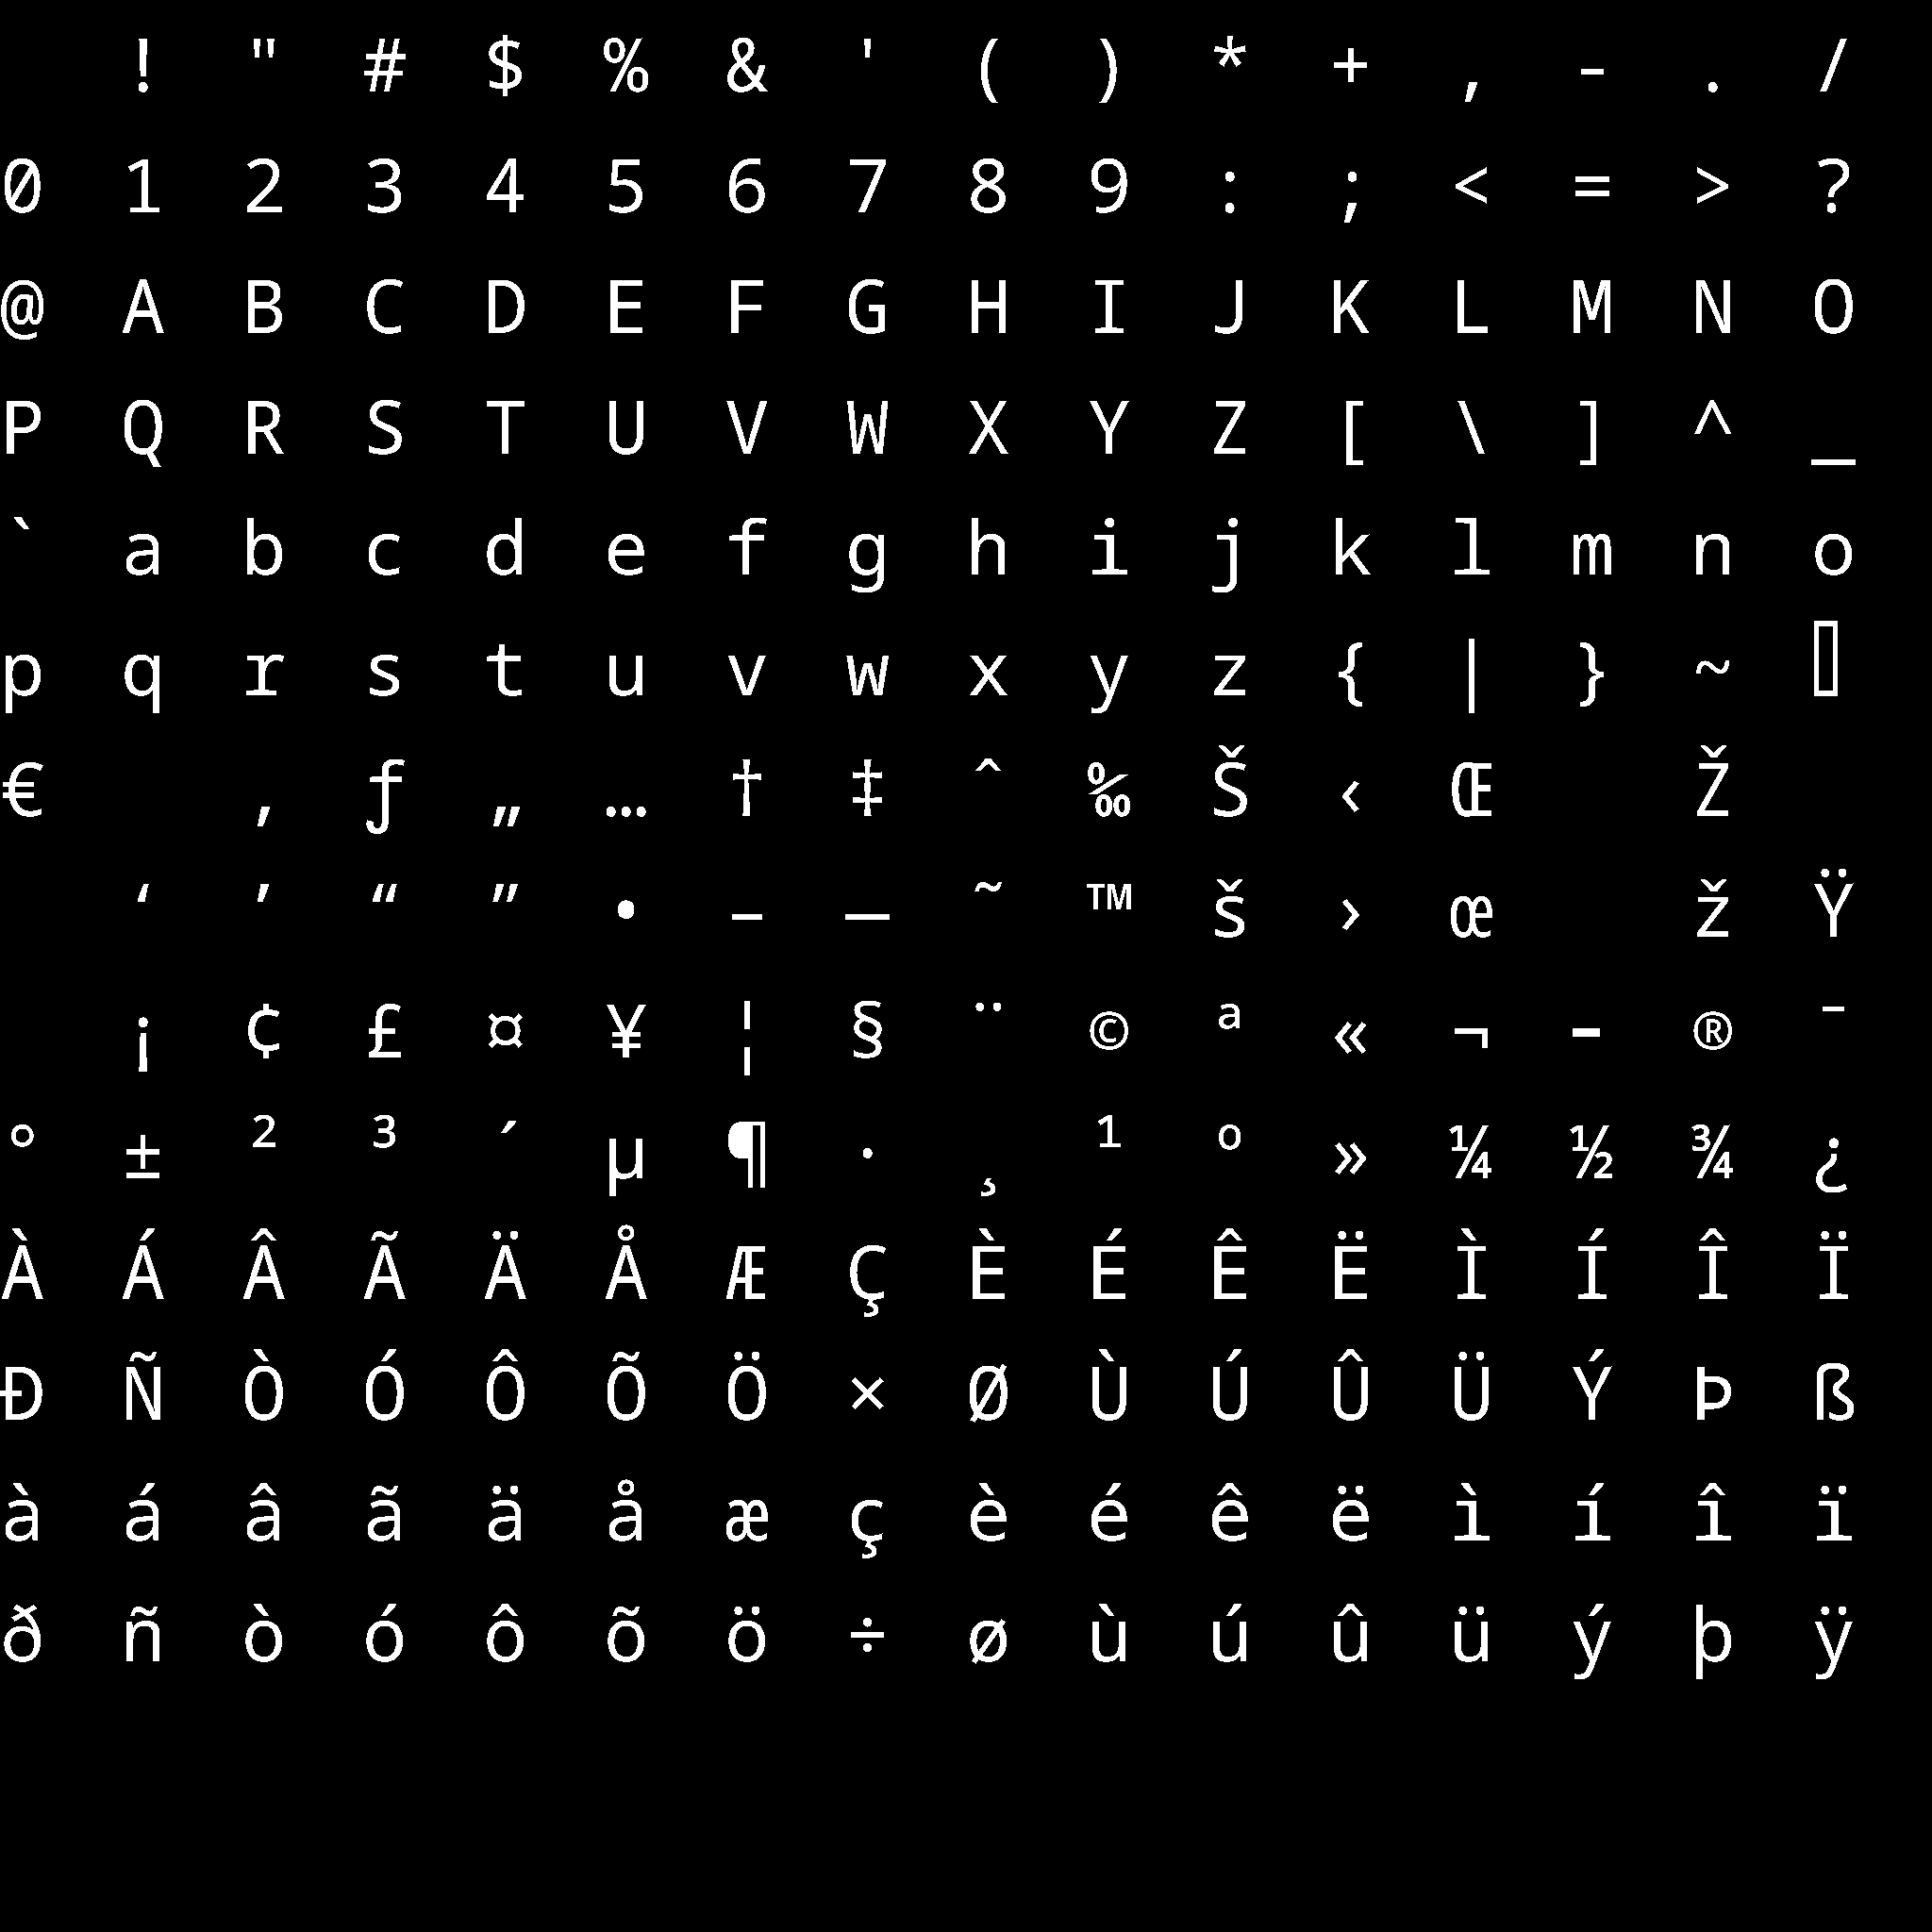 ! " # $ % & ' ( ) * + , - . /
0 1 2 3 4 5 6 7 8 9 : ; < = > ?
@ A B C D E F G H I J K L M N O
P Q R S T U V W X Y Z [ \ ] ^ _
` a b c d e f g h i j k l m n o
p q r s t u v w x y z { | } ~ ▯
€ ‚ ƒ „ … † ‡ ˆ ‰ Š ‹ Œ Ž
‘ ’ “ ” • – — ˜ ™ š › œ ž Ÿ
¡ ¢ £ ¤ ¥ ¦ § ¨ © ª « ¬ - ® ¯
° ± ² ³ ´ µ ¶ · ¸ ¹ º » ¼ ½ ¾ ¿
À Á Â Ã Ä Å Æ Ç È É Ê Ë Ì Í Î Ï
Ð Ñ Ò Ó Ô Õ Ö × Ø Ù Ú Û Ü Ý Þ ß
à á â ã ä å æ ç è é ê ë ì í î ï
ð ñ ò ó ô õ ö ÷ ø ù ú û ü ý þ ÿ